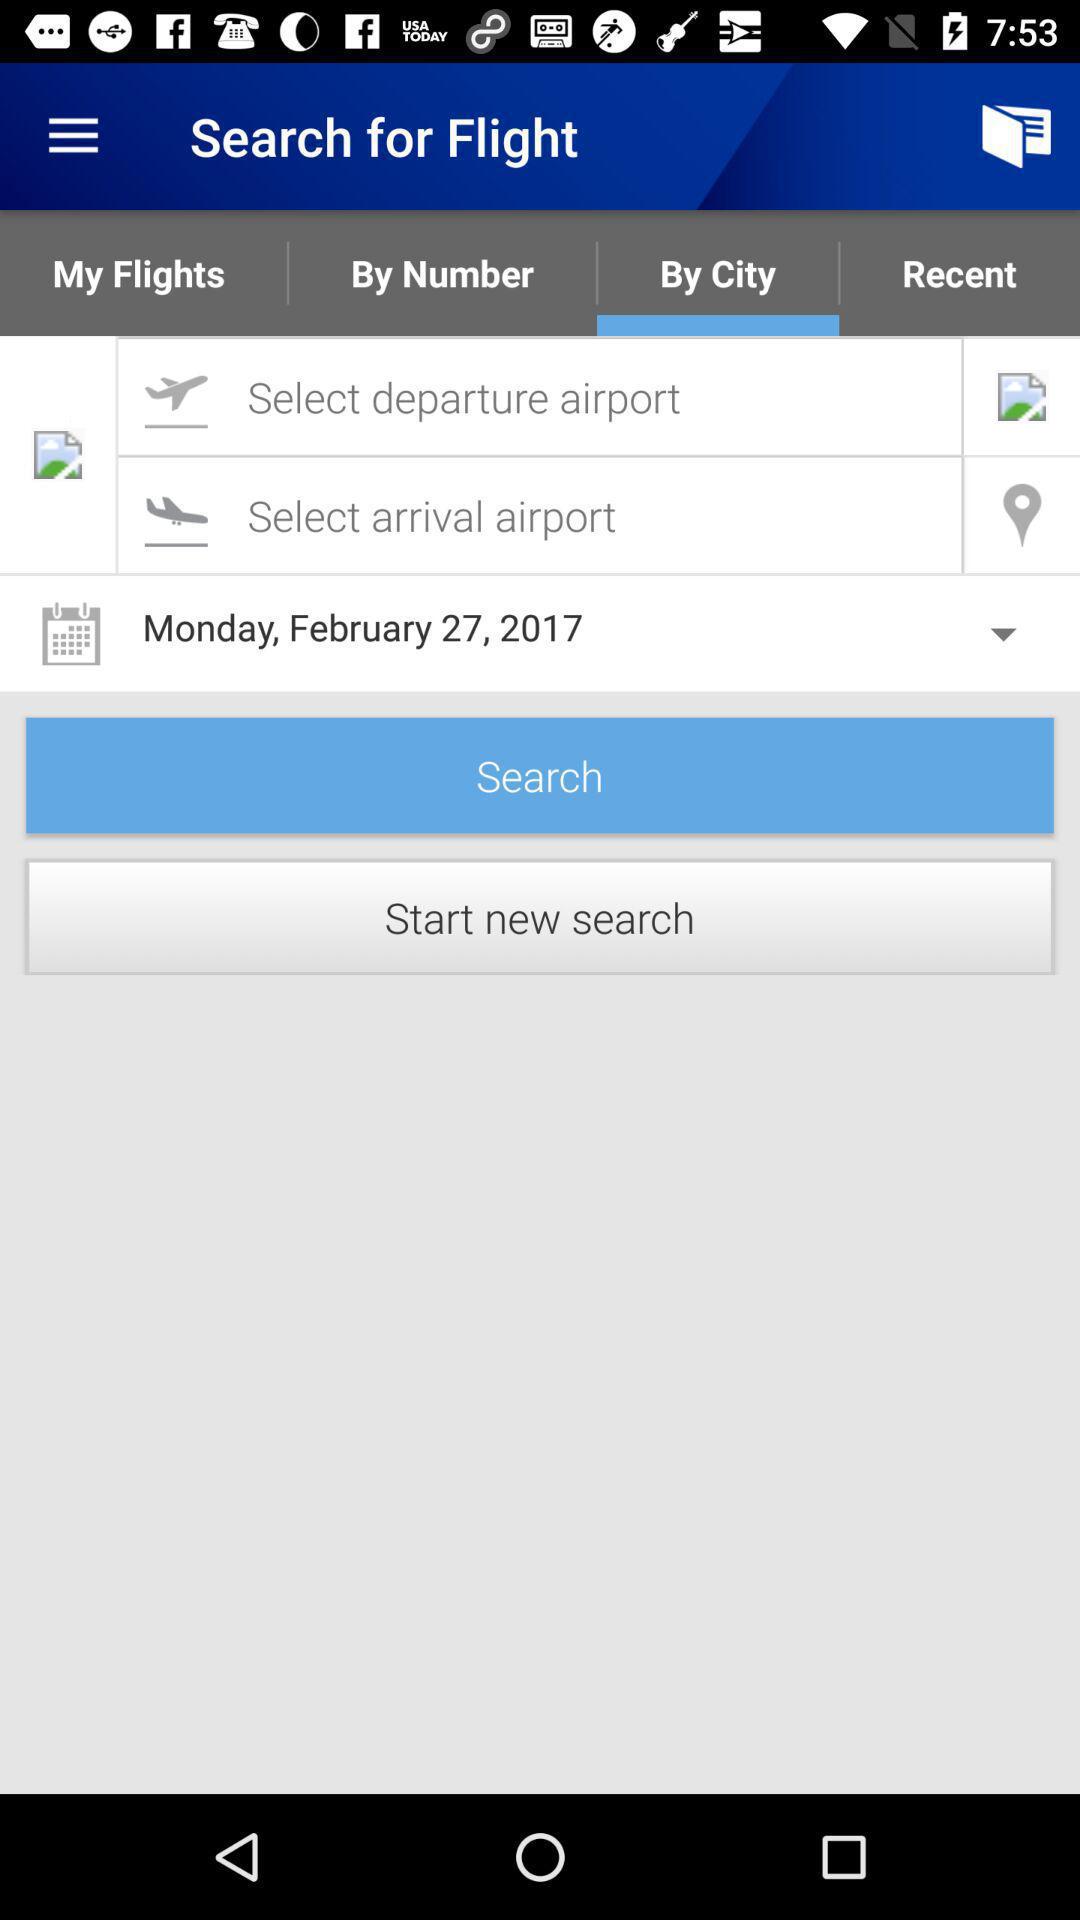 USA
TODAY
7:53
Search for Flight
My Flights
By Number
By City
Recent
Select departure airport
Select arrival airport
Monday, February 27, 2017
Search
Start new search